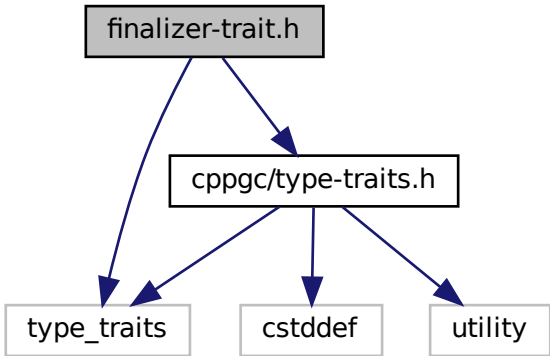 finalizer-trait.h
cppgc/type-traits.h
type_traits
cstddef
utility